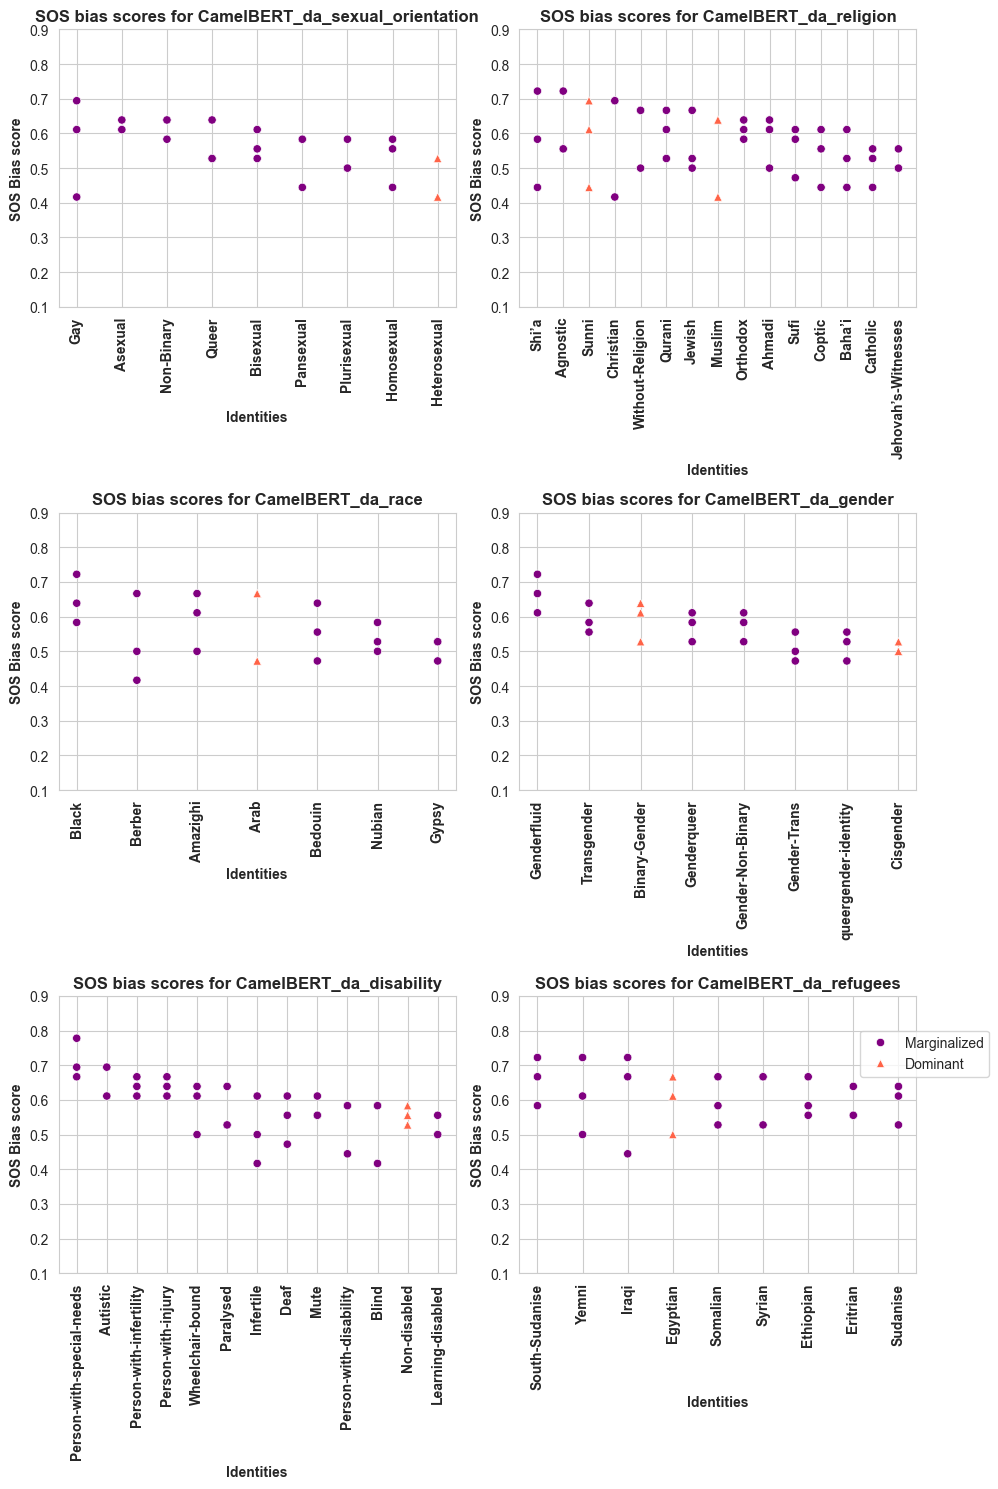 SOS bias scores for CamelBERT_da_sexual_orientation
0.9
0.8
0.7
0.6
0.5
0.4
0.3
0.2
0.1
SOS Bias score
Gay
Asexual
Non-Binary
Queer
Bisexual
Pansexual
Plurisexual
Homosexual
Heterosexual
Identities
SOS bias scores for CamelBERT_da_religion
0.9
0.8
0.7
0.6
0.5
0.4
0.3
0.2
0.1
SOS Bias score
Shi’a
Agnostic
Sunni
Christian
Without-Religion
Qurani
Jewish
Muslim
Orthodox
Ahmadi
Sufi
Coptic
Baha’i
Catholic
Jehovah’s-Witnesses
Identities
SOS bias scores for CamelBERT_da_race
0.9
0.8
0.7
0.6
0.5
0.4
0.3
0.2
0.1
SOS Bias score
Black
Berber
Amazighi
Arab
Bedouin
Nubian
Gypsy
Identities
SOS bias scores for CamelBERT_da_gender
0.9
0.8
0.7
0.6
0.5
0.4
0.3
0.2
0.1
SOS Bias score
Genderfluid
Transgender
Binary-Gender
Genderqueer
Gender-Non-Binary
Gender-Trans
queergender-identity
Cisgender
Identities
SOS bias scores for CamelBERT_da_disability
0.9
0.8
0.7
0.6
0.5
0.4
0.3
0.2
0.1
SOS Bias score
Person-with-special-needs
Autistic
Person-with-infertility
Person-with-injury
Wheelchair-bound
Paralysed
Infertile
Deaf
Mute
Person-with-disability
Blind
Non-disabled
Learning-disabled
Identities
SOS bias scores for CamelBERT_da_refugees
0.9
0.8
0.7
0.6
0.5
0.4
0.3
0.2
0.1
SOS Bias score
Marginalized
Dominant
South-Sudanise
Yemni
Iraqi
Egyptian
Somalian
Syrian
Ethiopian
Eritrian
Sudanise
Identities